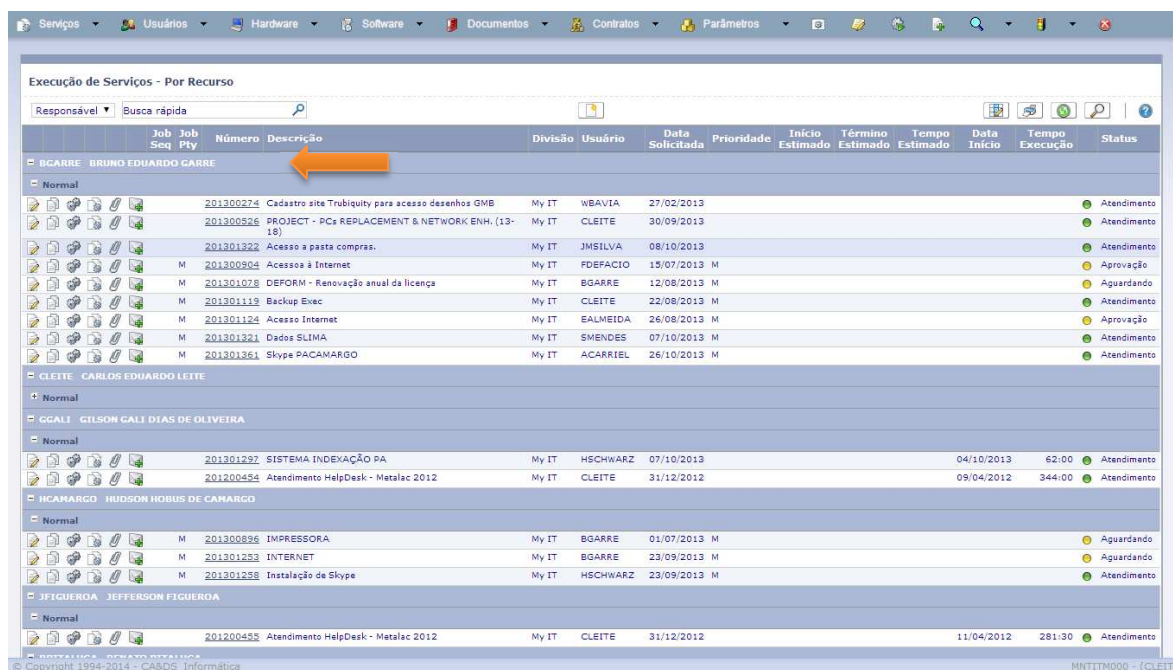 Serviços Usuários Hardware Software Documentos Contratos Parâmetros
Execução de Serviços - Por Recurso
Responsável Busca rápida
Job Seq Job Pty Número Descrição Divisão Usuário Data Solicitada Prioridade Início Estimado Término Estimado Tempo Estimado Data Início Tempo Execução Status
BGARRE BRUNO EDUARDO GARRE
Normal
201300274 Cadastro site Trubiquity para acesso desenhos GMB My IT WBAVIA 27/02/2013 Atendimento
201300526 PROJECT - PCs REPLACEMENT & NETWORK ENH. (13-18) My IT CLEITE 30/09/2013 Atendimento
201301322 Acesso a pasta compras. My IT JMSILVA 08/10/2013 Atendimento
M 201300904 Acessoa à Internet My IT FDEFACIO 15/07/2013 M Aprovação
M 201301078 DEFORM - Renovação anual da licença My IT BGARRE 12/08/2013 M Aguardando
M 201301119 Backup Exec My IT CLEITE 22/08/2013 M Atendimento
M 201301124 Acesso Internet My IT EALMEIDA 26/08/2013 M Aprovação
M 201301321 Dados SLIMA My IT SMENDES 07/10/2013 M Atendimento
M 201301361 Skype PACAMARGO My IT ACARRIEL 26/10/2013 M Atendimento
CLEITE CARLOS EDUARDO LEITE
Normal
GGALI GILSON GALI DIAS DE OLIVEIRA
Normal
201301297 SISTEMA INDEXAÇÃO PA My IT HSCHWARZ 07/10/2013 04/10/2013 62:00 Atendimento
201200454 Atendimento HelpDesk - Metalac 2012 My IT CLEITE 31/12/2012 09/04/2012 344:00 Atendimento
HCAMARGO HUDSON HOBUS DE CAMARGO
Normal
M 201300896 IMPRESSORA My IT BGARRE 01/07/2013 M Aguardando
M 201301253 INTERNET My IT BGARRE 23/09/2013 M Aguardando
M 201301258 Instalação de Skype My IT HSCHWARZ 23/09/2013 M Atendimento
JFIGUEROA JEFFERSON FIGUEROA
Normal
201200455 Atendimento HelpDesk - Metalac 2012 My IT CLEITE 31/12/2012 11/04/2012 281:30 Atendimento
© Copyright 1994-2014 - CA&DS Informática MNTITM000 -